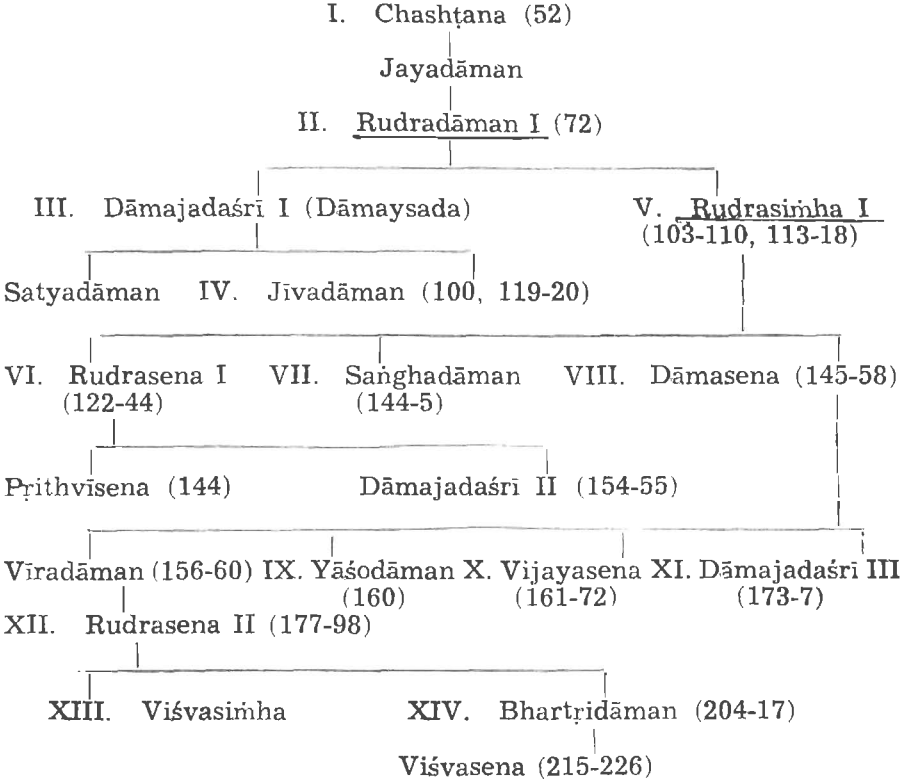 I. Chashṭana (52)
Jayadāman
II. Rudradāman I (72)
III. Dāmajadaśrī I (Dāmaysada) V. Rudrasiṁha I
(103-110, 113-18)
Satyadāman IV. Jīvadāman (100, 119-20)
VI. Rudrasena I VII. Saṅghadāman VIII. Dāmasena (145-58)
(122-44) (144-5)
Pṛithvīsena (144) Dāmajadaśrī II (154-55)
Vīradāman (156-60) IX. Yāśodāman X. Vijayasena XI. Dāmajadaśrī III
(160) (161-72) (173-7)
XII. Rudrasena II (177-98)
XIII. Viśvasiṁha XIV. Bhartṛidāman (204-17)
Viśvasena (215-226)